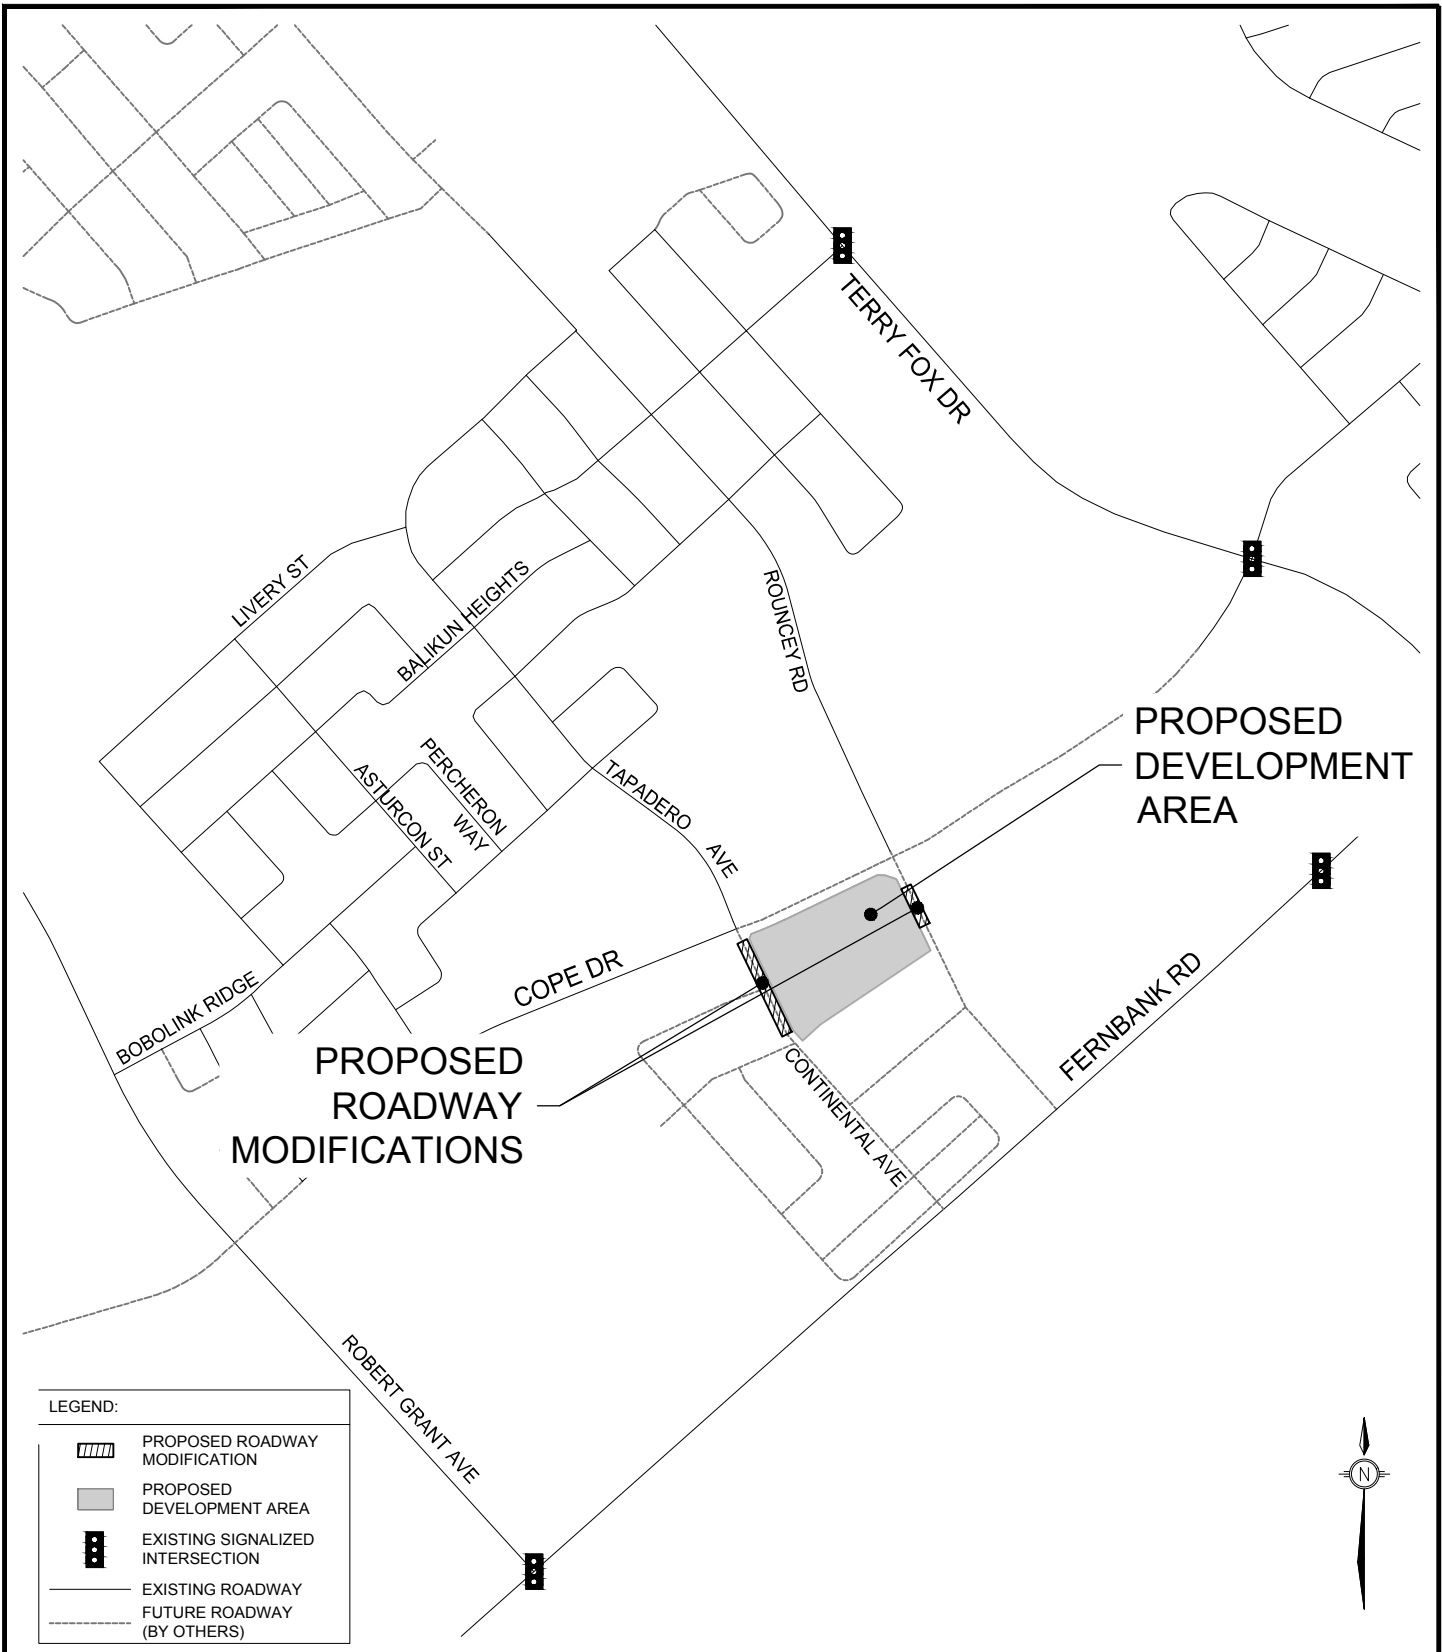 TERRY FOX DR
LIVERY ST
BALIKUN HEIGHTS
ROUNCEY RD
PROPOSED
DEVELOPMENT
AREA
PERCHERON
WAY
ASTURCON ST
TAPADERO
AVE
COPE DR
BOBOLINK RIDGE
FERNBANK RD
PROPOSED
ROADWAY
MODIFICATIONS
CONTINENTAL AVE
ROBERT GRANT AVE
LEGEND:
PROPOSED ROADWAY
MODIFICATION
PROPOSED
DEVELOPMENT AREA
EXISTING SIGNALIZED
INTERSECTION
EXISTING ROADWAY
FUTURE ROADWAY
(BY OTHERS)
N